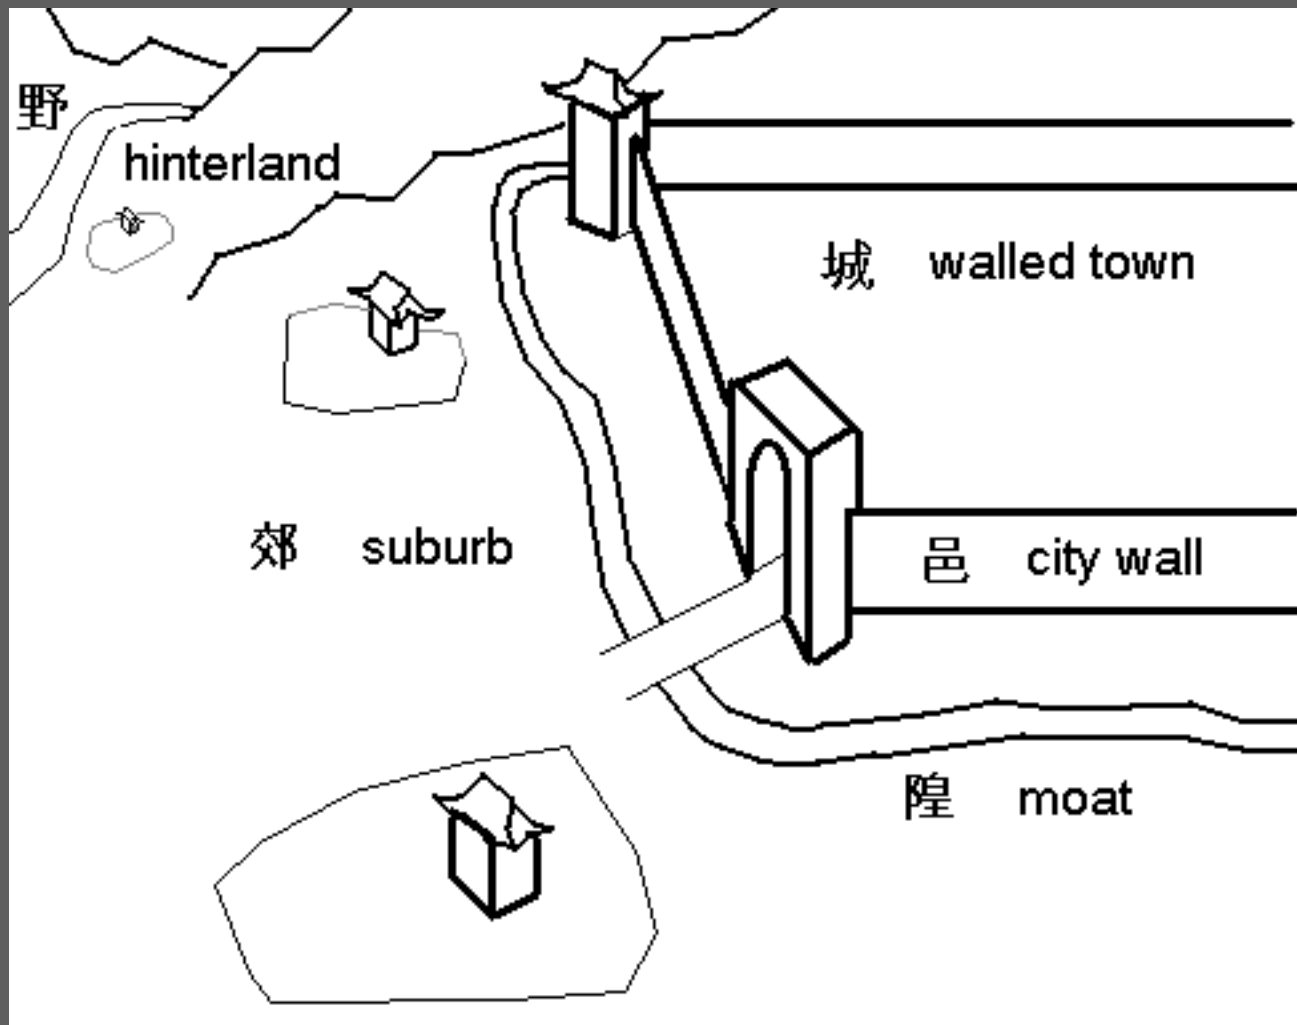 野
hinterland
城 walled town
郊 suburb
邑 city wall
隍 moat